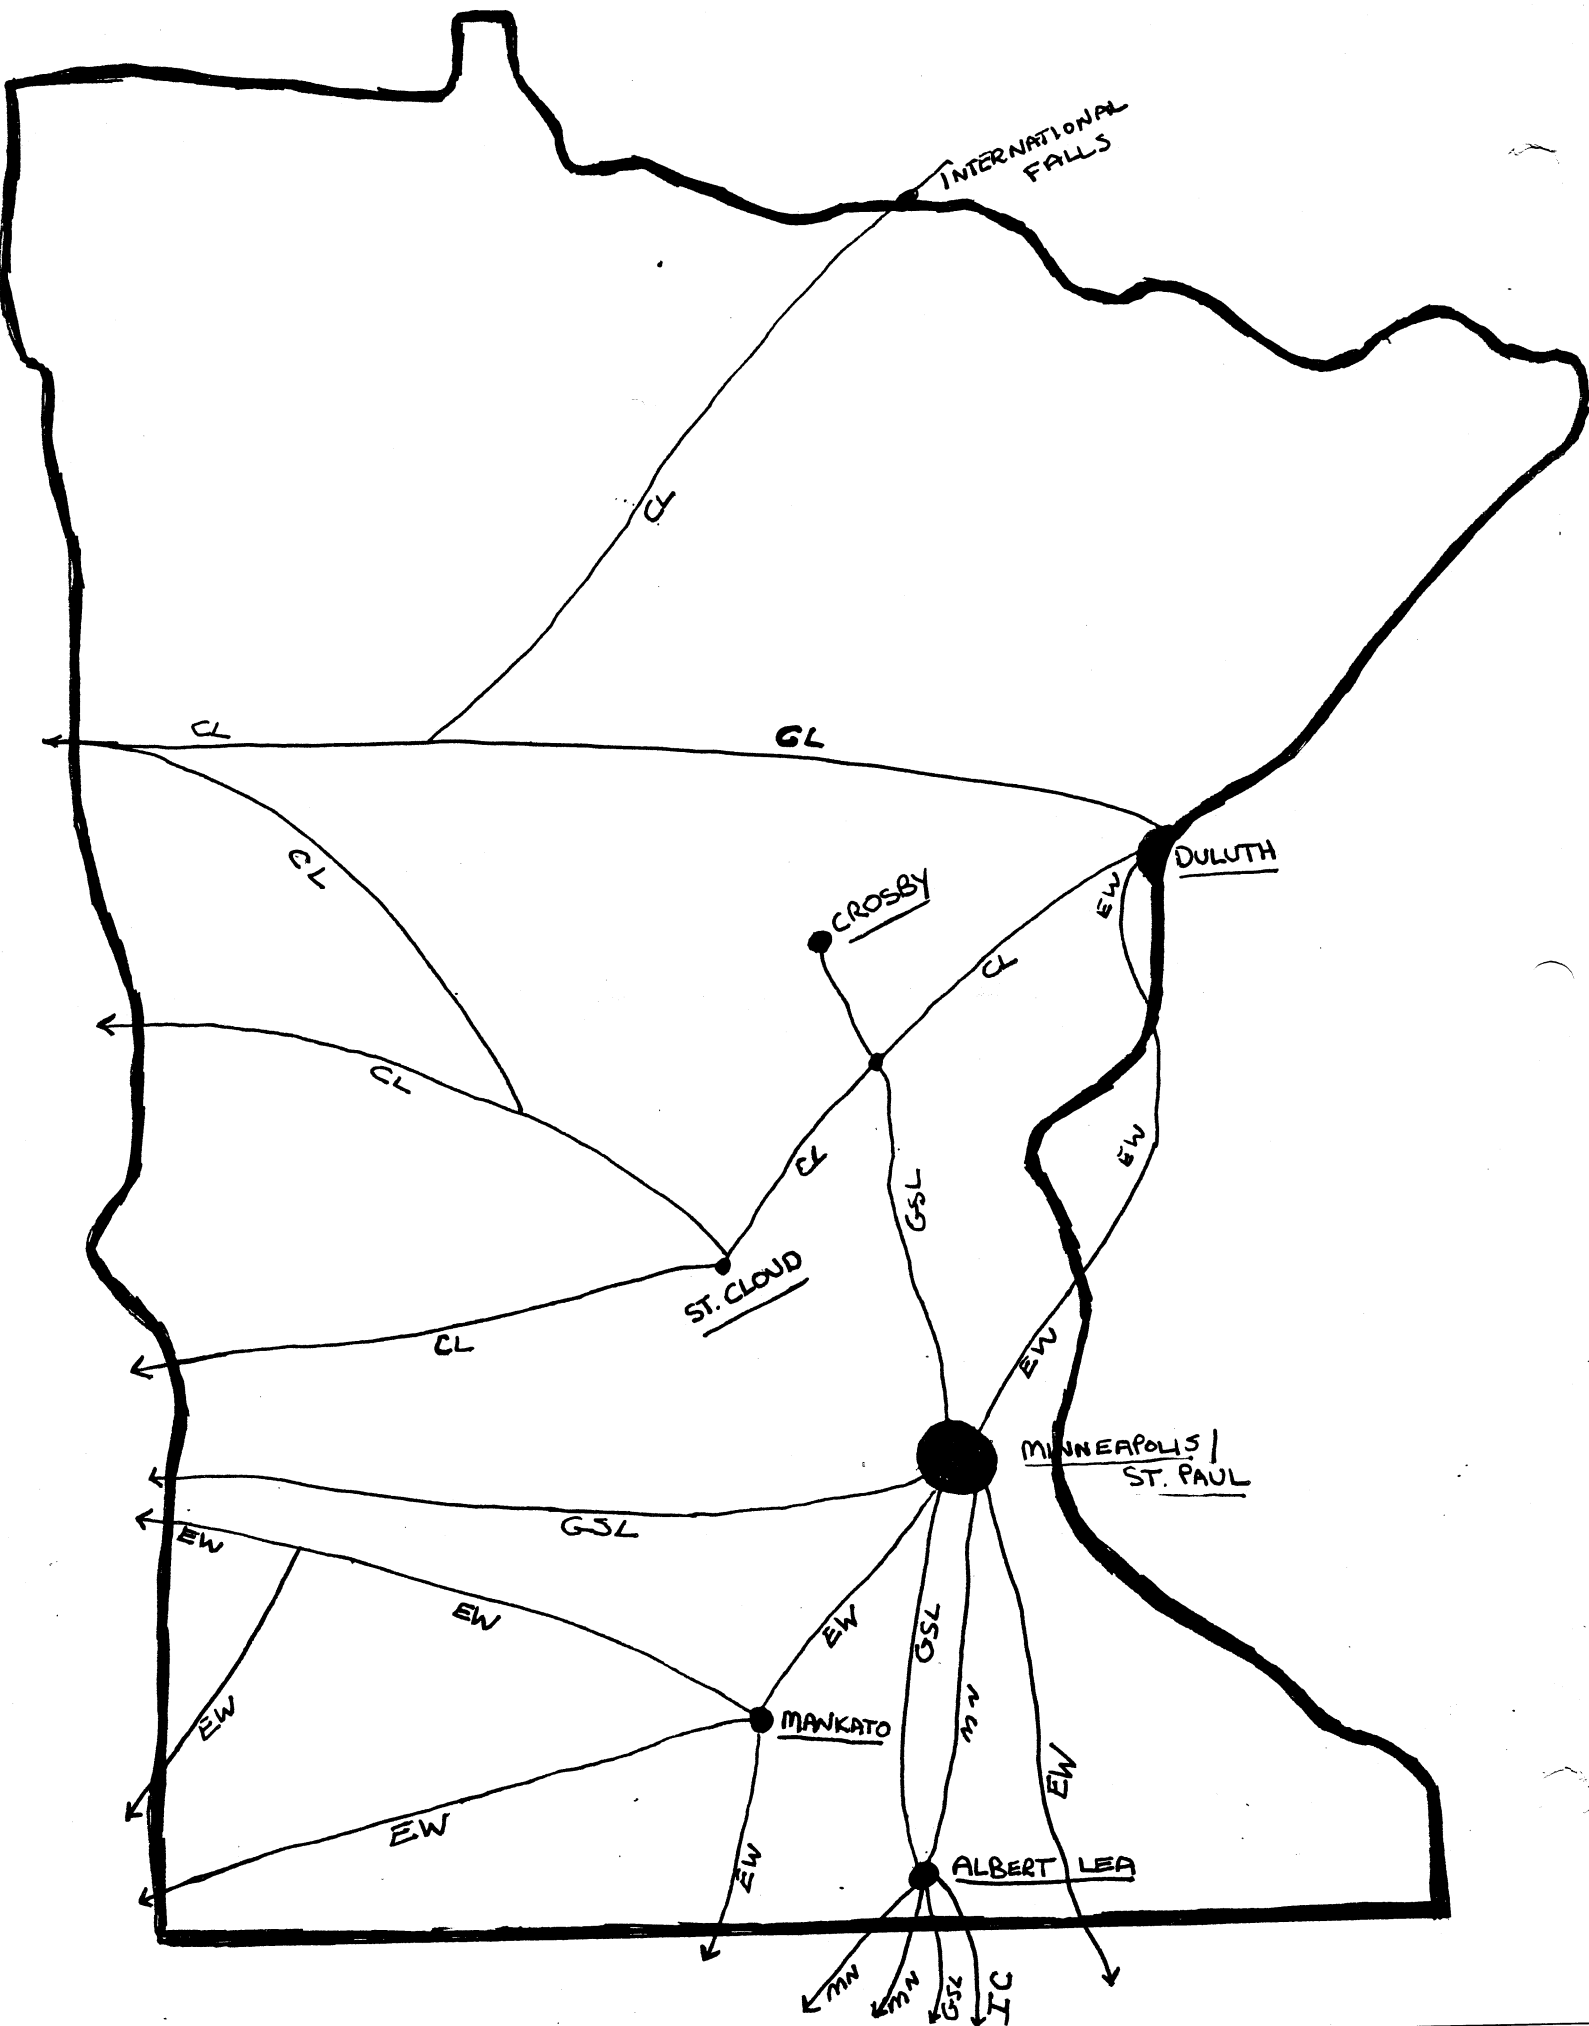 INTERNATIONAL
FALLS
CL
CL
CL
CL
DULUTH
EW
CROSBY
CL
CL
EW
CL
GSL
ST. CLOUD
CL
EW
MINNEAPOLIS/
ST. PAUL
GSL
EW
EW
EW
GSL
MN
EW
MANKATO
EW
EW
EW
ALBERT LEA
MN
MN
GSL
IC